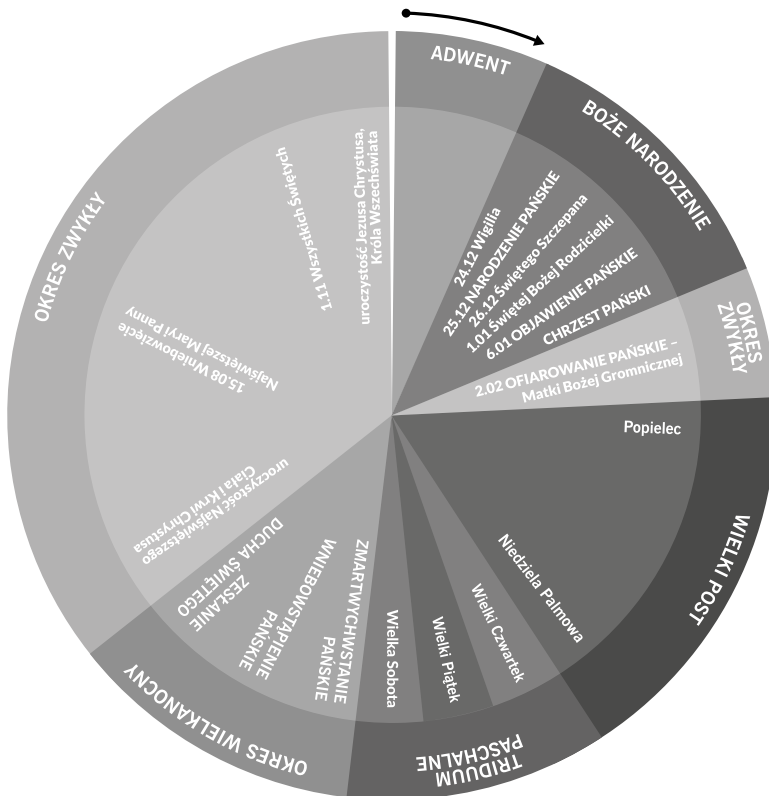 ADWENT
BOŻE NARODZENIE
24.12 Wigilia
25.12 NARODZENIE PAŃSKIE
26.12 Świętego Szczepana
1.01 Świętej Bożej Rodzicielki
6.01 OBJAWIENIE PAŃSKIE
CHRZEST PAŃSKI
OKRES
ZWYKŁY
2.02 OFIAROWANIE PAŃSKIE –
Matki Bożej Gromnicznej
WIELKI POST
Popielec
Niedziela Palmowa
TRIDUUM
PASCHALNE
Wielki Czwartek
Wielki Piątek
Wielka Sobota
OKRES WIELKANOCNY
ZMARTWYCHWSTANIE
PAŃSKIE
WNIEBOWSTĄPIENIE
PAŃSKIE
ZESŁANIE
DUCHA ŚWIĘTEGO
OKRES ZWYKŁY
uroczystość Najświętszego
Ciała i Krwi Chrystusa
15.08 Wniebowzięcie
Najświętszej Maryi Panny
1.11 Wszystkich Świętych
uroczystość Jezusa Chrystusa,
Króla Wszechświata